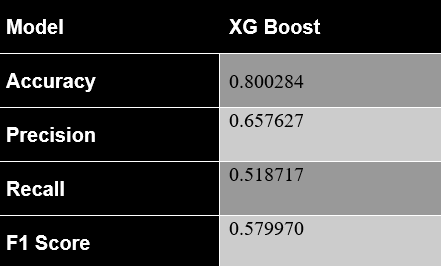 Model XG Boost
Accuracy 0.800284
Precision 0.657627
Recall 0.518717
F1 Score 0.579970